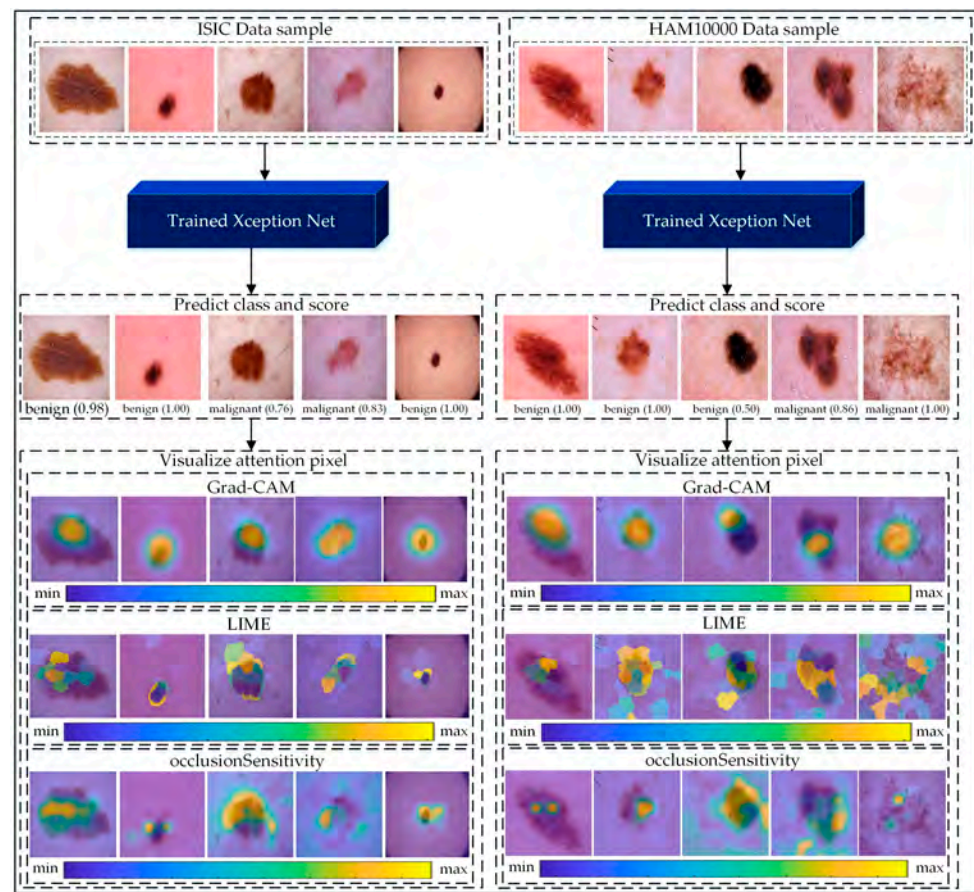 ISIC Data sample
HAM10000 Data sample
Trained Xception Net
Trained Xception Net
Predict class and score
Predict class and score
benign (0.98) benign (1.00) malignant (0.76) malignant (0.83) benign (1.00)
benign (1.00) benign (1.00) benign (0.50) malignant (0.86) malignant (1.00)
Visualize attention pixel
Visualize attention pixel
Grad-CAM
Grad-CAM
min max
min max
LIME
LIME
min max
min max
occlusionSensitivity
occlusionSensitivity
min max
min max